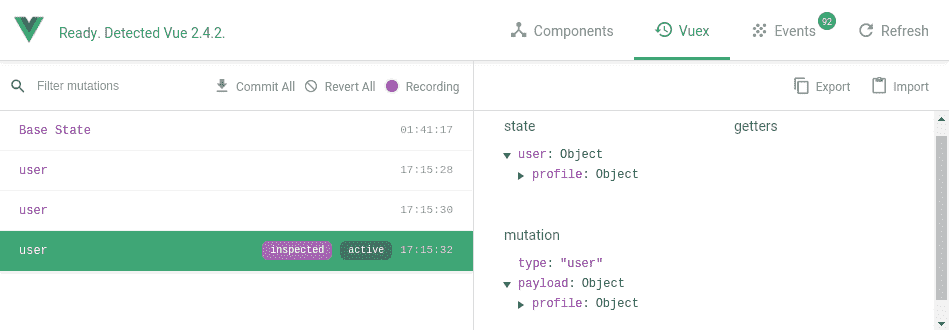 Ready. Detected Vue 2.4.2.
Components
Vuex
Events
92
Refresh
Filter mutations
Commit All
Revert All
Recording
Export
Import
Base State 01:41:17
user 17:15:28
user 17:15:30
user inspected active 17:15:32
state
user: Object
profile: Object
getters
mutation
type: "user"
payload: Object
profile: Object